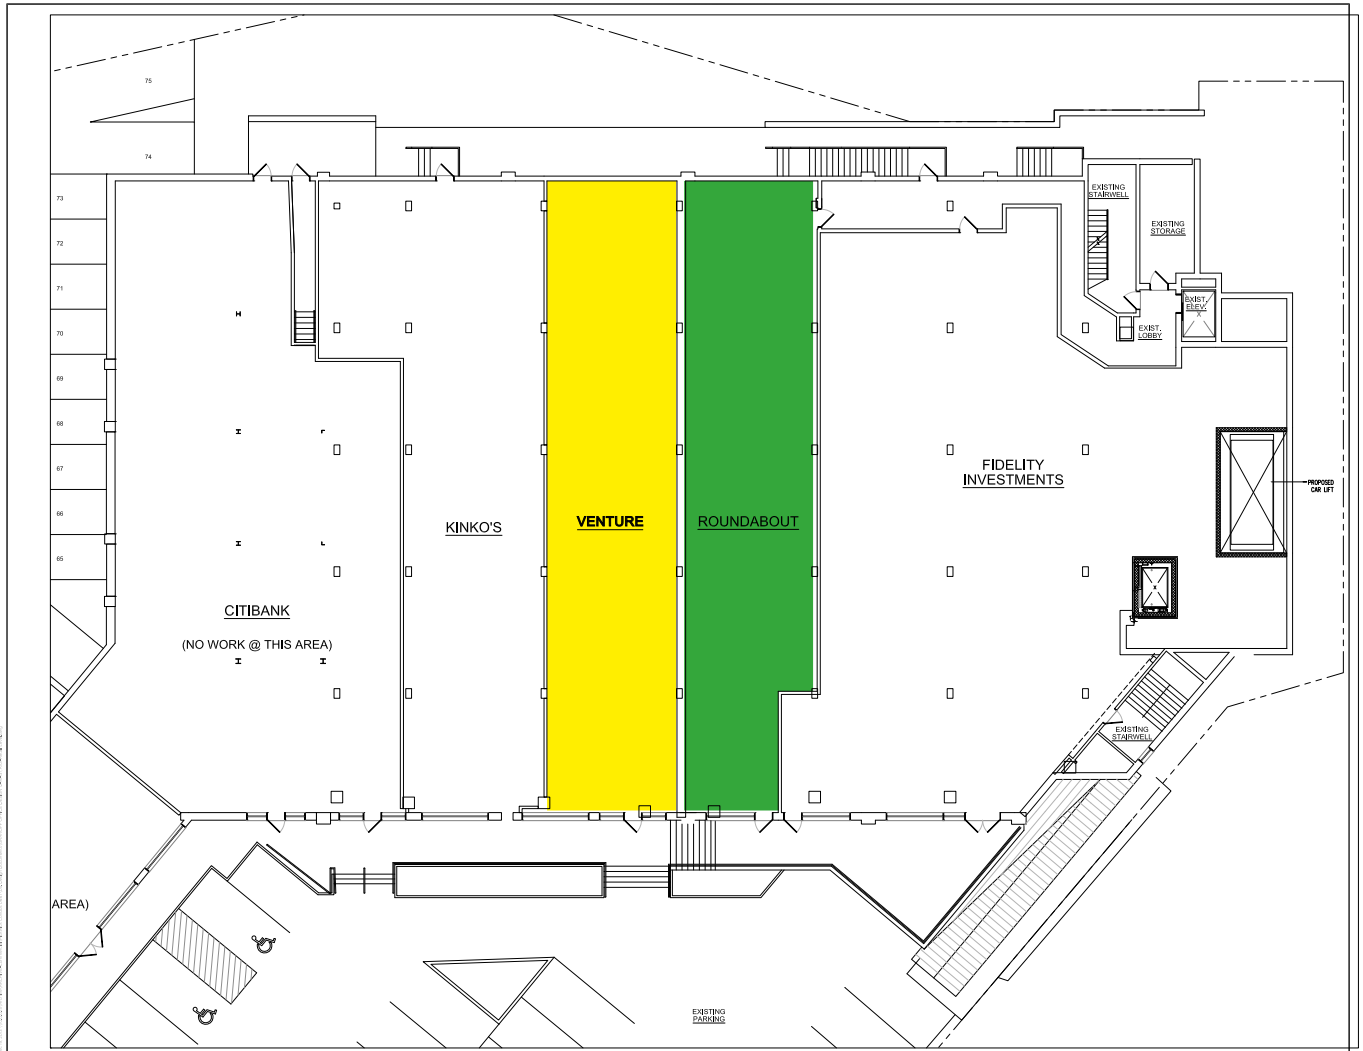 75
74
73
72
71
70
69
68
67
66
65
EXISTING
STAIRWELL
EXISTING
STORAGE
EXIST.
ELEV.
X
EXIST.
LOBBY
FIDELITY
INVESTMENTS
PROPOSED
CAR LIFT
KINKO'S
VENTURE
ROUNDABOUT
X
CITIBANK
(NO WORK @ THIS AREA)
EXISTING
STAIRWELL
AREA)
EXISTING
PARKING